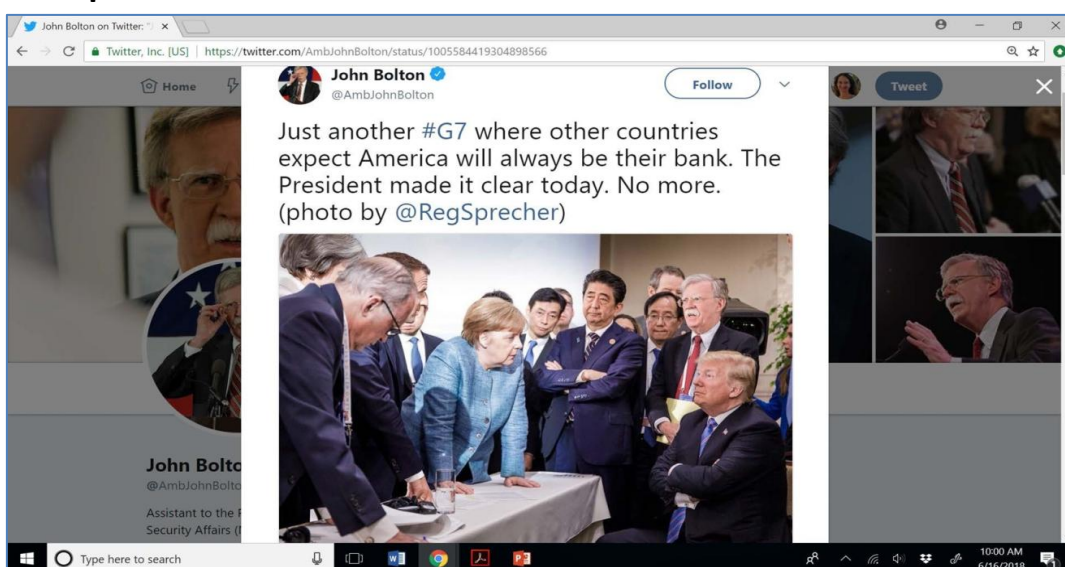 John Bolton on Twitter: "J
Twitter, Inc. [US] | https://twitter.com/AmbJohnBolton/status/1005584419304898566
Home
John Bolton
@AmbJohnBolton
Follow
Tweet
Just another #G7 where other countries
expect America will always be their bank. The
President made it clear today. No more.
(photo by @RegSprecher)
John Bolto
@AmbJohnBolto
Assistant to the
Security Affairs (
Type here to search
10:00 AM
6/16/2018